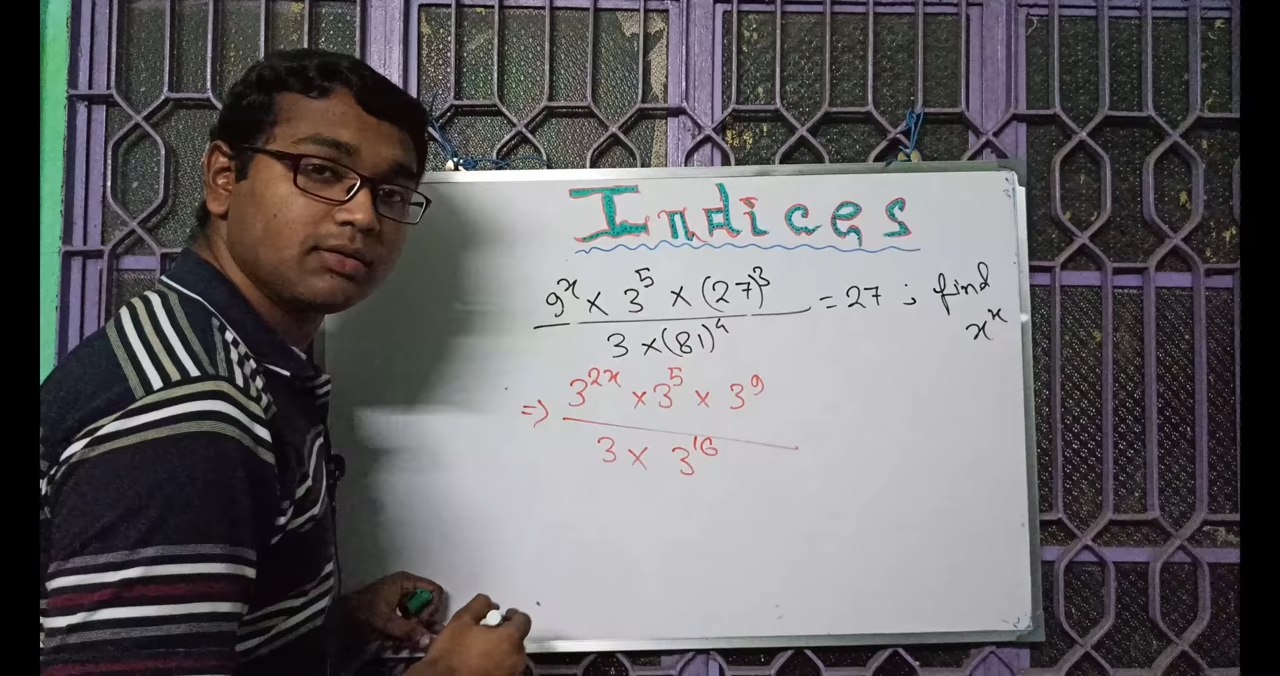 Indices
9^x × 3^5 × (27)^3 / 3 × (81)^4 = 27 ; find x^x
⇒ 3^2x × 3^5 × 3^9 / 3 × 3^16